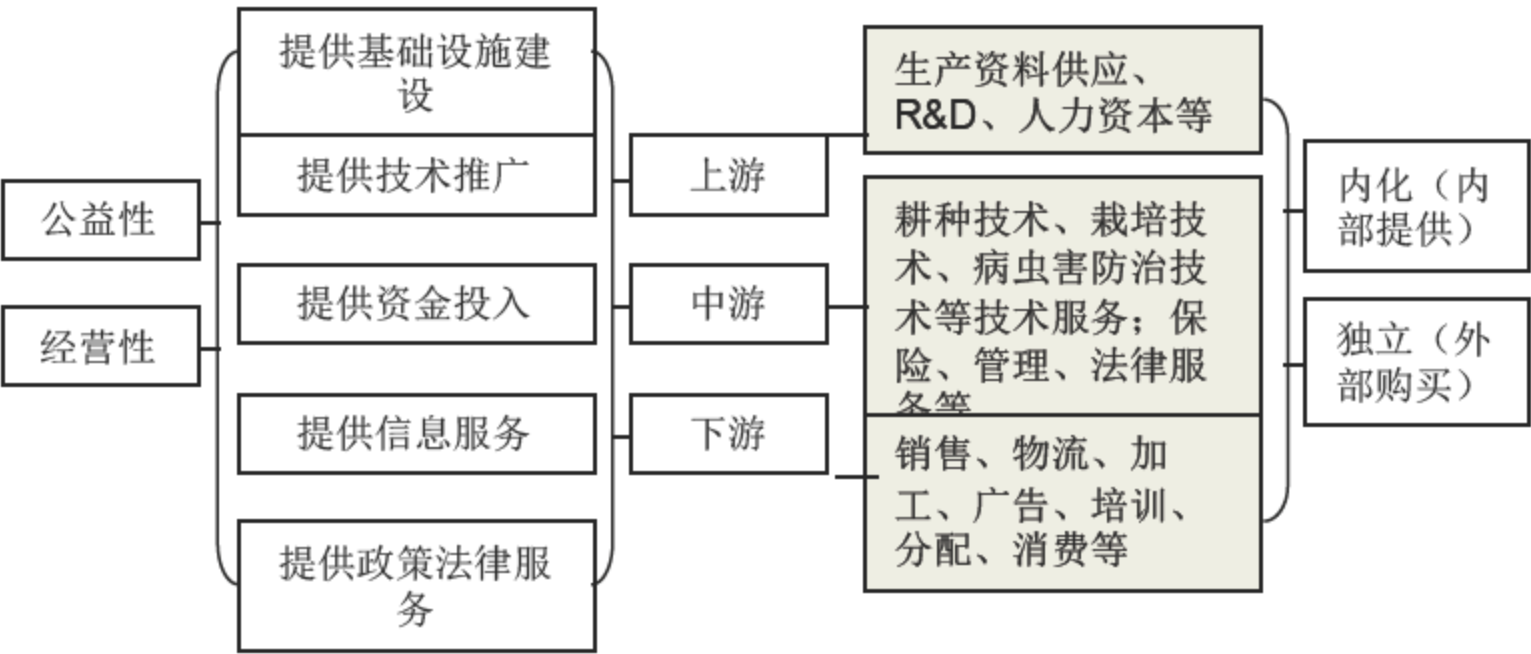 公益性
经营性
提供基础设施建
设
提供技术推广
提供资金投入
提供信息服务
提供政策法律服
务
上游
中游
下游
生产资料供应、
R&D、人力资本等
耕种技术、栽培技
术、病虫害防治技
术等技术服务；保
险、管理、法律服
务等
销售、物流、加
工、广告、培训、
分配、消费等
内化（内
部提供）
独立（外
部购买）